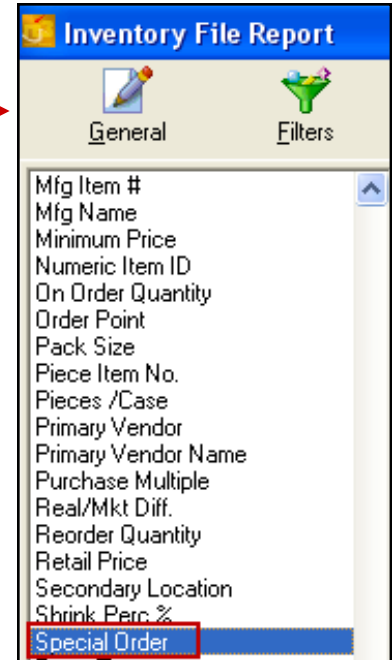 Inventory File Report
General Filters
Mfg Item #
Mfg Name
Minimum Price
Numeric Item ID
On Order Quantity
Order Point
Pack Size
Piece Item No.
Pieces /Case
Primary Vendor
Primary Vendor Name
Purchase Multiple
Real/Mkt Diff.
Reorder Quantity
Retail Price
Secondary Location
Shrink Perc %
Special Order